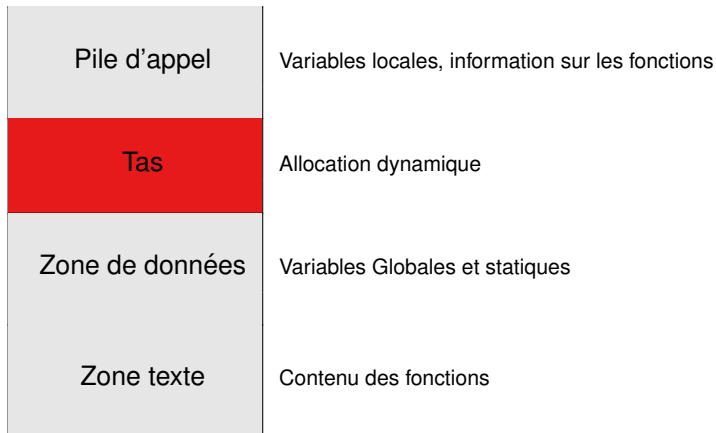 Pile d'appel Variables locales, information sur les fonctions
Tas Allocation dynamique
Zone de données Variables Globales et statiques
Zone texte Contenu des fonctions